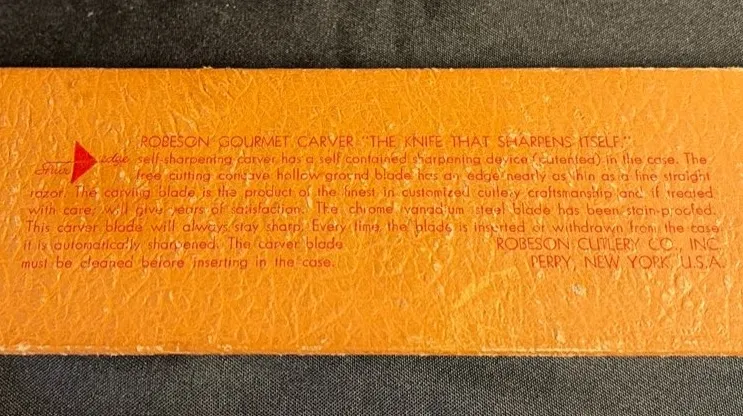 ROBESON GOURMET CARVER "THE KNIFE THAT SHARPENS ITSELF."
edge self-sharpening carver has a self contained sharpening device (patented) in the case. The
free cutting concave hollow ground blade has an edge nearly as thin as a fine straight
razor. The carving blade is the product of the finest in customized cutlery craftsmanship and if treated
with care, will give years of satisfaction. The chrome vanadium steel blade has been stain-proofed.
This carver blade will always stay sharp. Every time the blade is inserted or withdrawn from the case
it is automatically sharpened. The carver blade
must be cleaned before inserting in the case.
ROBESON CUTLERY CO., INC.
PERRY, NEW YORK, U.S.A.